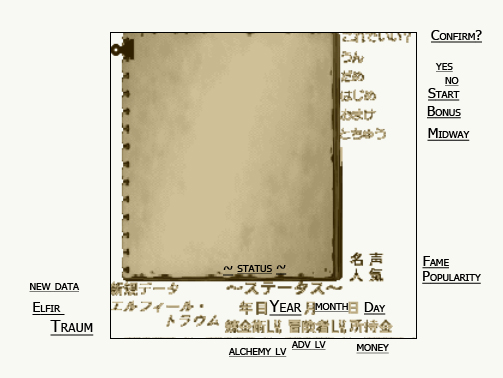 これでいい? CONFIRM?
うん YES
だめ NO
はじめ START
おまけ BONUS
とちゅう MIDWAY
名声 FAME
人気 POPULARITY
~ STATUS ~
NEW DATA 新規データ ～ステータス～
ELFIR エルフィール・ 年目 YEAR 月 MONTH 日 DAY
TRAUM トラウム 錬金術LV, 冒険者LV, 所持金
ALCHEMY LV ADV LV MONEY